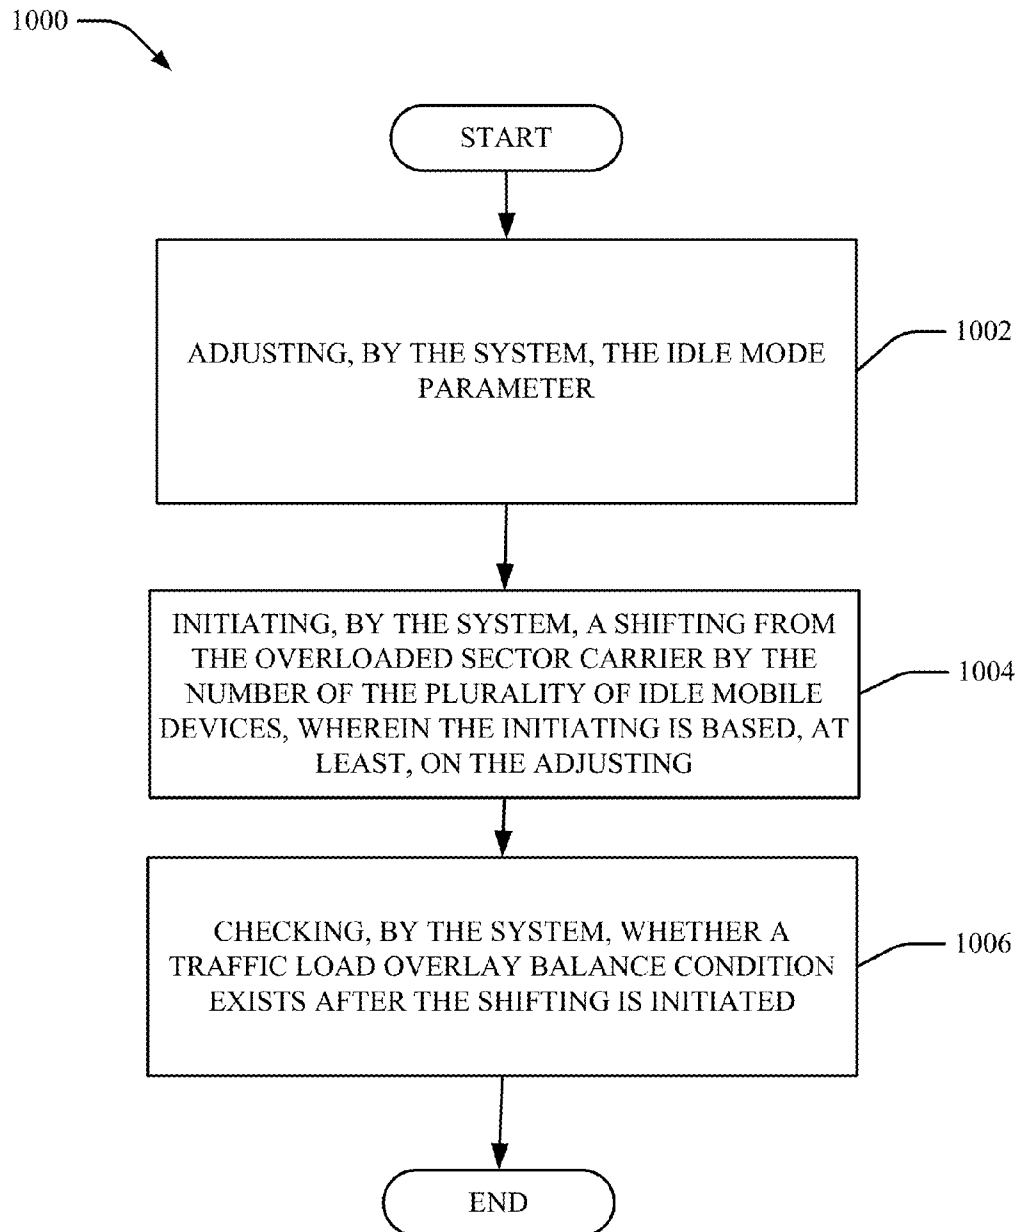 1000
START
ADJUSTING, BY THE SYSTEM, THE IDLE MODE
PARAMETER
1002
INITIATING, BY THE SYSTEM, A SHIFTING FROM
THE OVERLOADED SECTOR CARRIER BY THE
NUMBER OF THE PLURALITY OF IDLE MOBILE
DEVICES, WHEREIN THE INITIATING IS BASED, AT
LEAST, ON THE ADJUSTING
1004
CHECKING, BY THE SYSTEM, WHETHER A
TRAFFIC LOAD OVERLAY BALANCE CONDITION
EXISTS AFTER THE SHIFTING IS INITIATED
1006
END